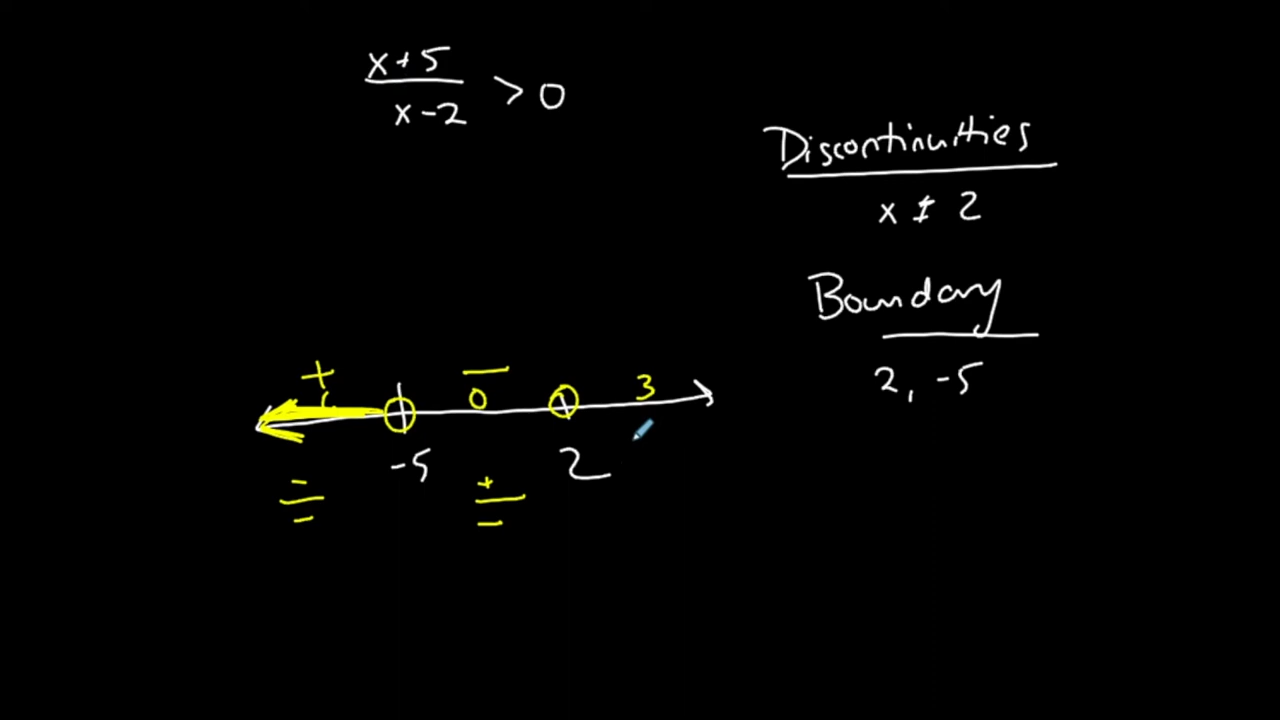 x+5
x-2
> 0
Discontinuities
x ≠ 2
Boundary
2, -5
+ −
0 3
-5 2
- +
- -